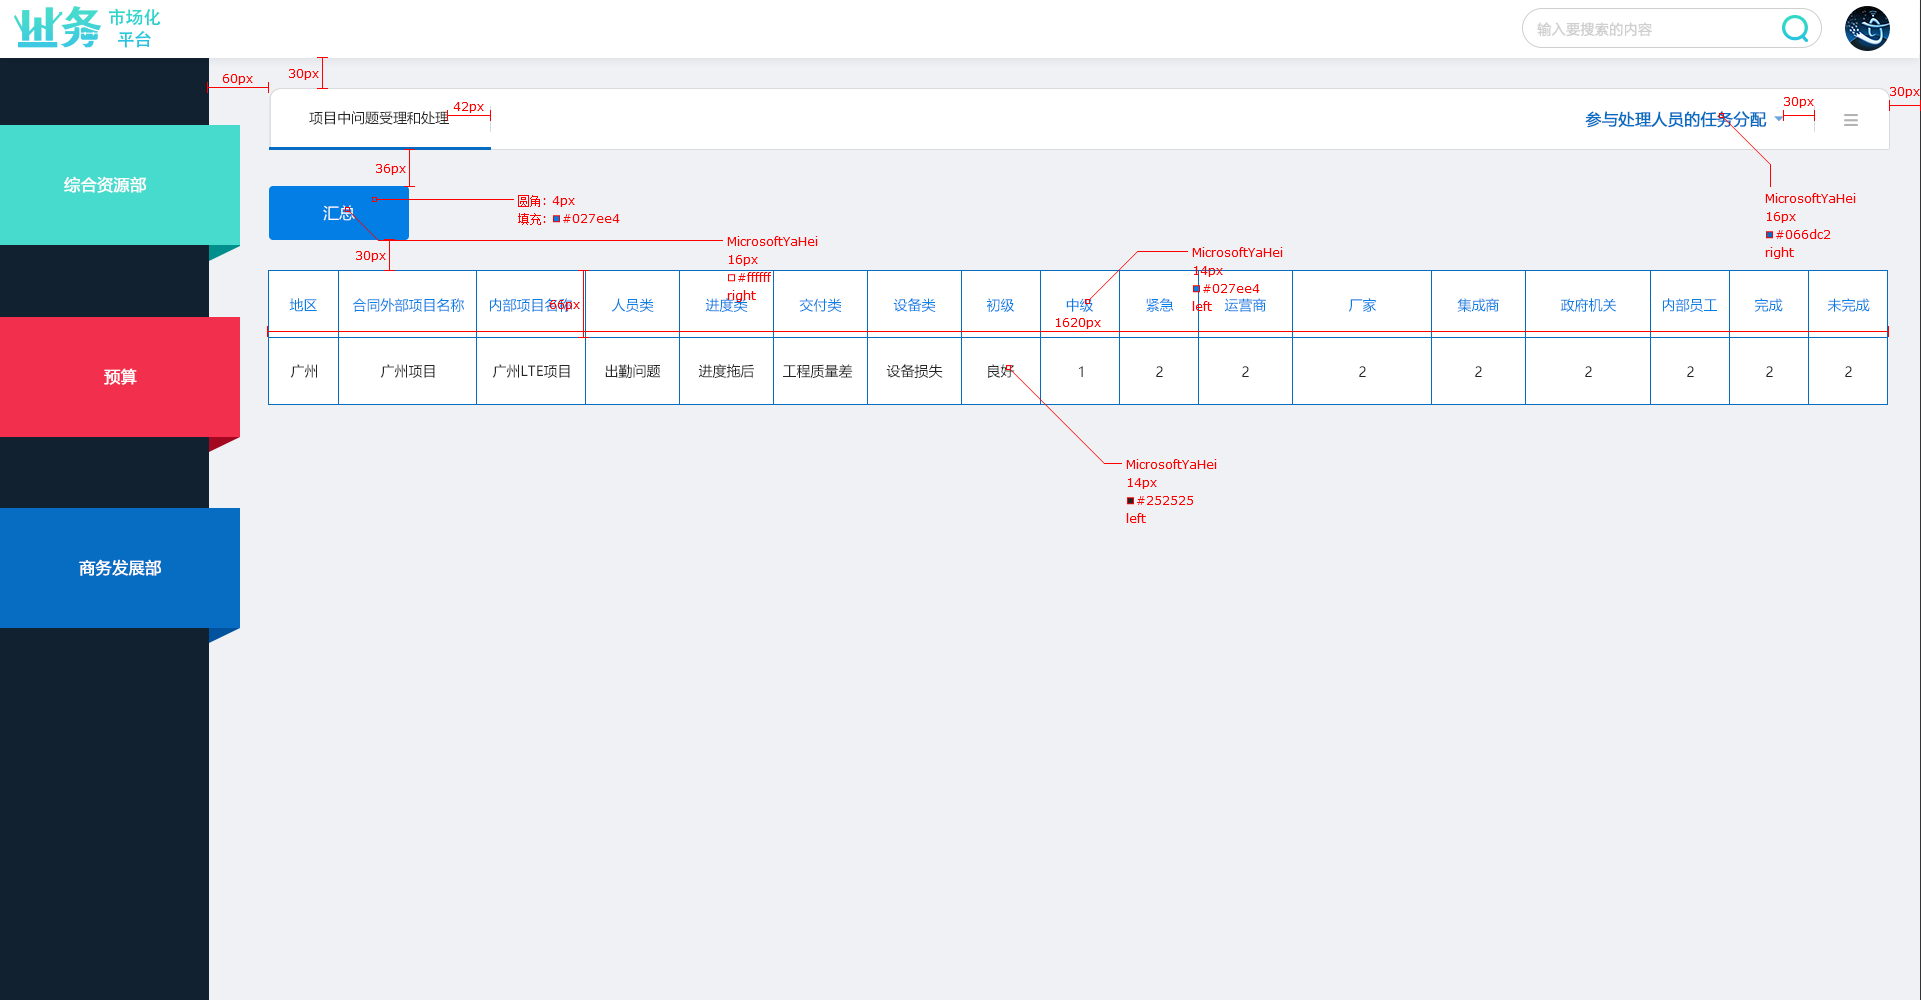 业务 市场化
平台
输入要搜索的内容
60px
30px
30px
项目中问题受理和处理
42px
参与处理人员的任务分配
30px
36px
综合资源部
汇总
圆角：4px
填充：#027ee4
MicrosoftYaHei
16px
#066dc2
right
30px
MicrosoftYaHei
16px
#ffffff
right
MicrosoftYaHei
14px
#027ee4
left
地区 合同外部项目名称 内部项目名称 人员类 进度类 交付类 设备类 初级 中级 紧急 运营商 厂家 集成商 政府机关 内部员工 完成 未完成
66px
1620px
广州 广州项目 广州LTE项目 出勤问题 进度拖后 工程质量差 设备损失 良好 1 2 2 2 2 2 2 2 2
预算
MicrosoftYaHei
14px
#252525
left
商务发展部